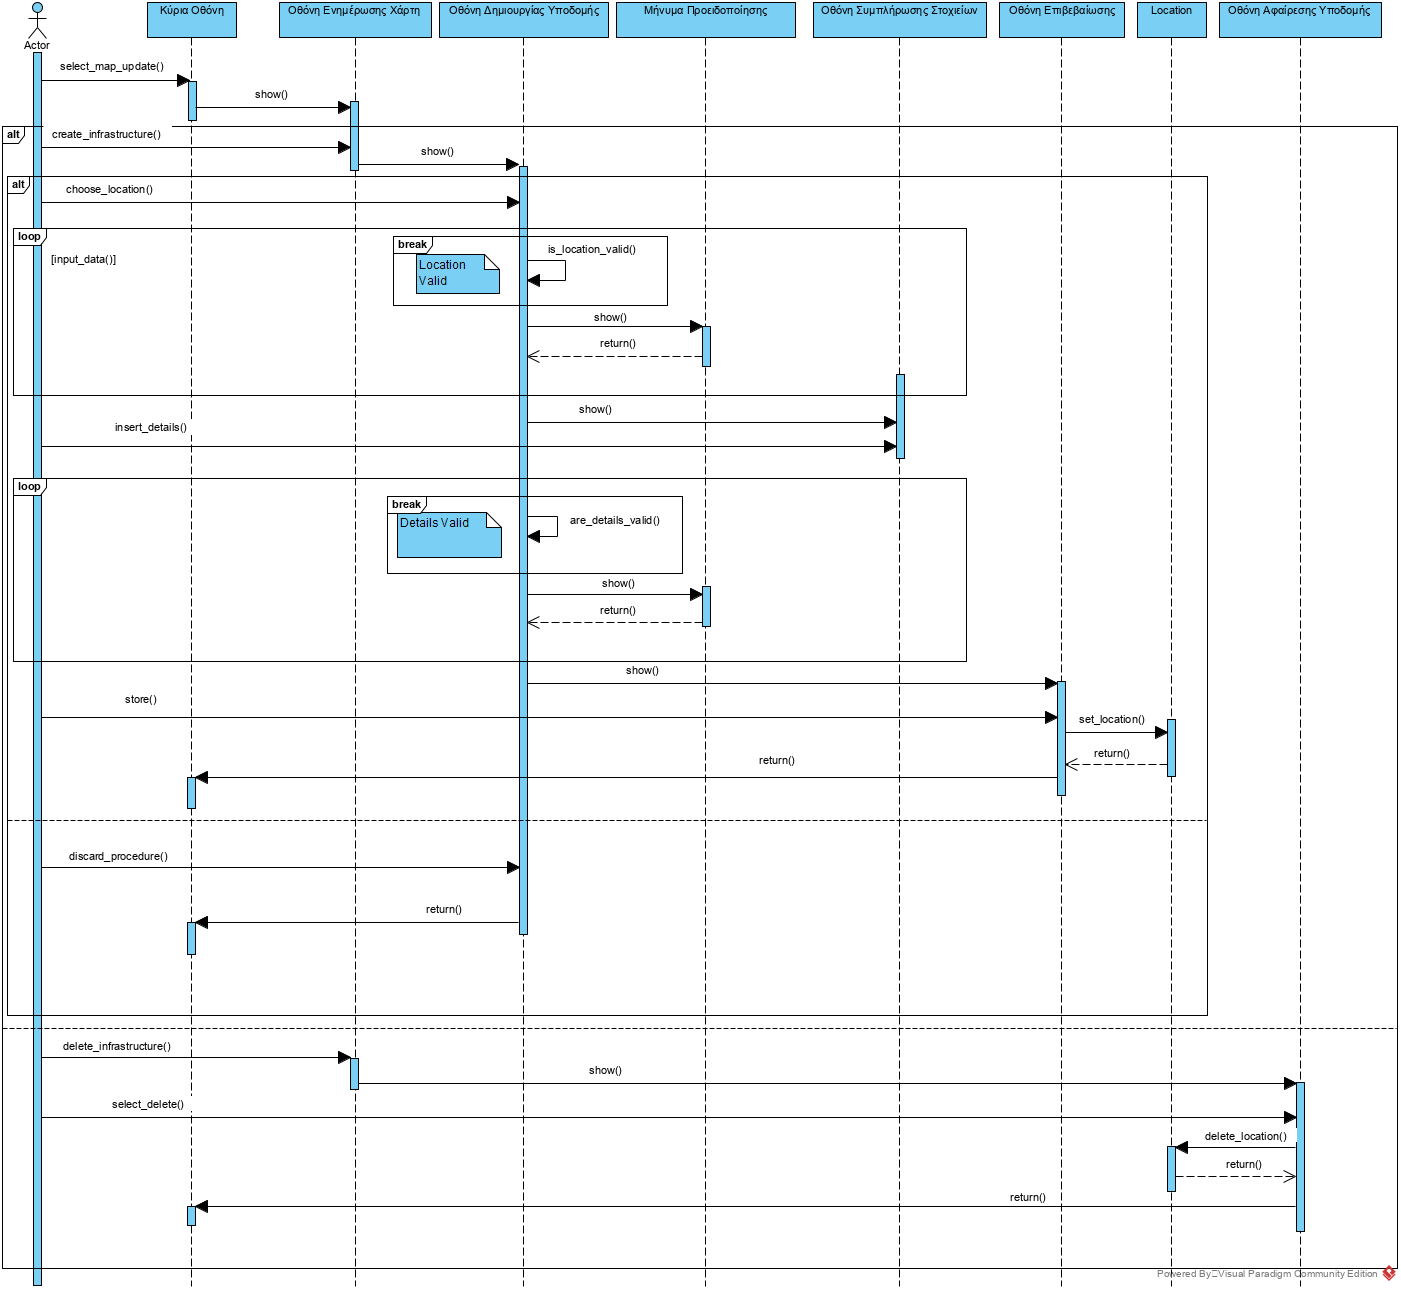 Κύρια Οθόνη
Οθόνη Ενημέρωσης Χάρτη
Οθόνη Δημιουργίας Υποδομής
Μήνυμα Προειδοποίησης
Οθόνη Συμπλήρωσης Στοχιείων
Οθόνη Επιβεβαίωσης
Location
Οθόνη Αφαίρεσης Υποδομής
Actor
select_map_update()
show()
alt
create_infrastructure()
show()
alt
choose_location()
loop
break
is_location_valid()
[input_data()]
Location
Valid
show()
return()
show()
insert_details()
loop
break
Details Valid
are_details_valid()
show()
return()
show()
store()
set_location()
return()
return()
discard_procedure()
return()
delete_infrastructure()
show()
select_delete()
delete_location()
return()
return()
Powered By Visual Paradigm Community Edition